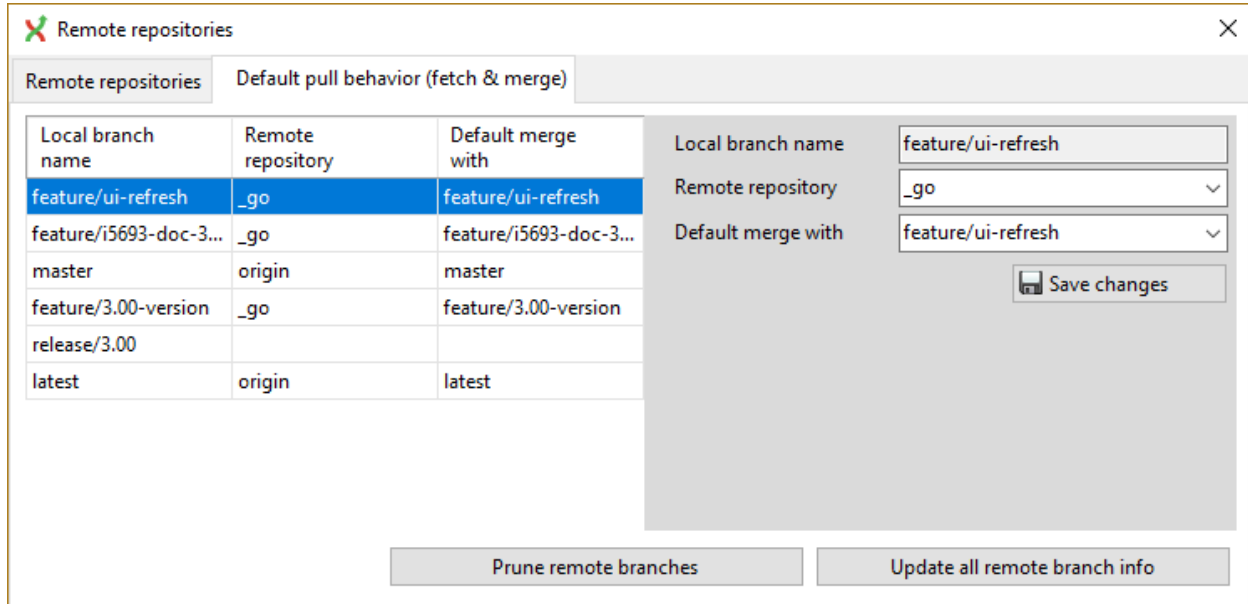 Remote repositories
Remote repositories Default pull behavior (fetch & merge)
Local branch name Remote repository Default merge with
feature/ui-refresh _go feature/ui-refresh
feature/i5693-doc-3... _go feature/i5693-doc-3...
master origin master
feature/3.00-version _go feature/3.00-version
release/3.00
latest origin latest
Local branch name feature/ui-refresh
Remote repository _go
Default merge with feature/ui-refresh
Save changes
Prune remote branches Update all remote branch info